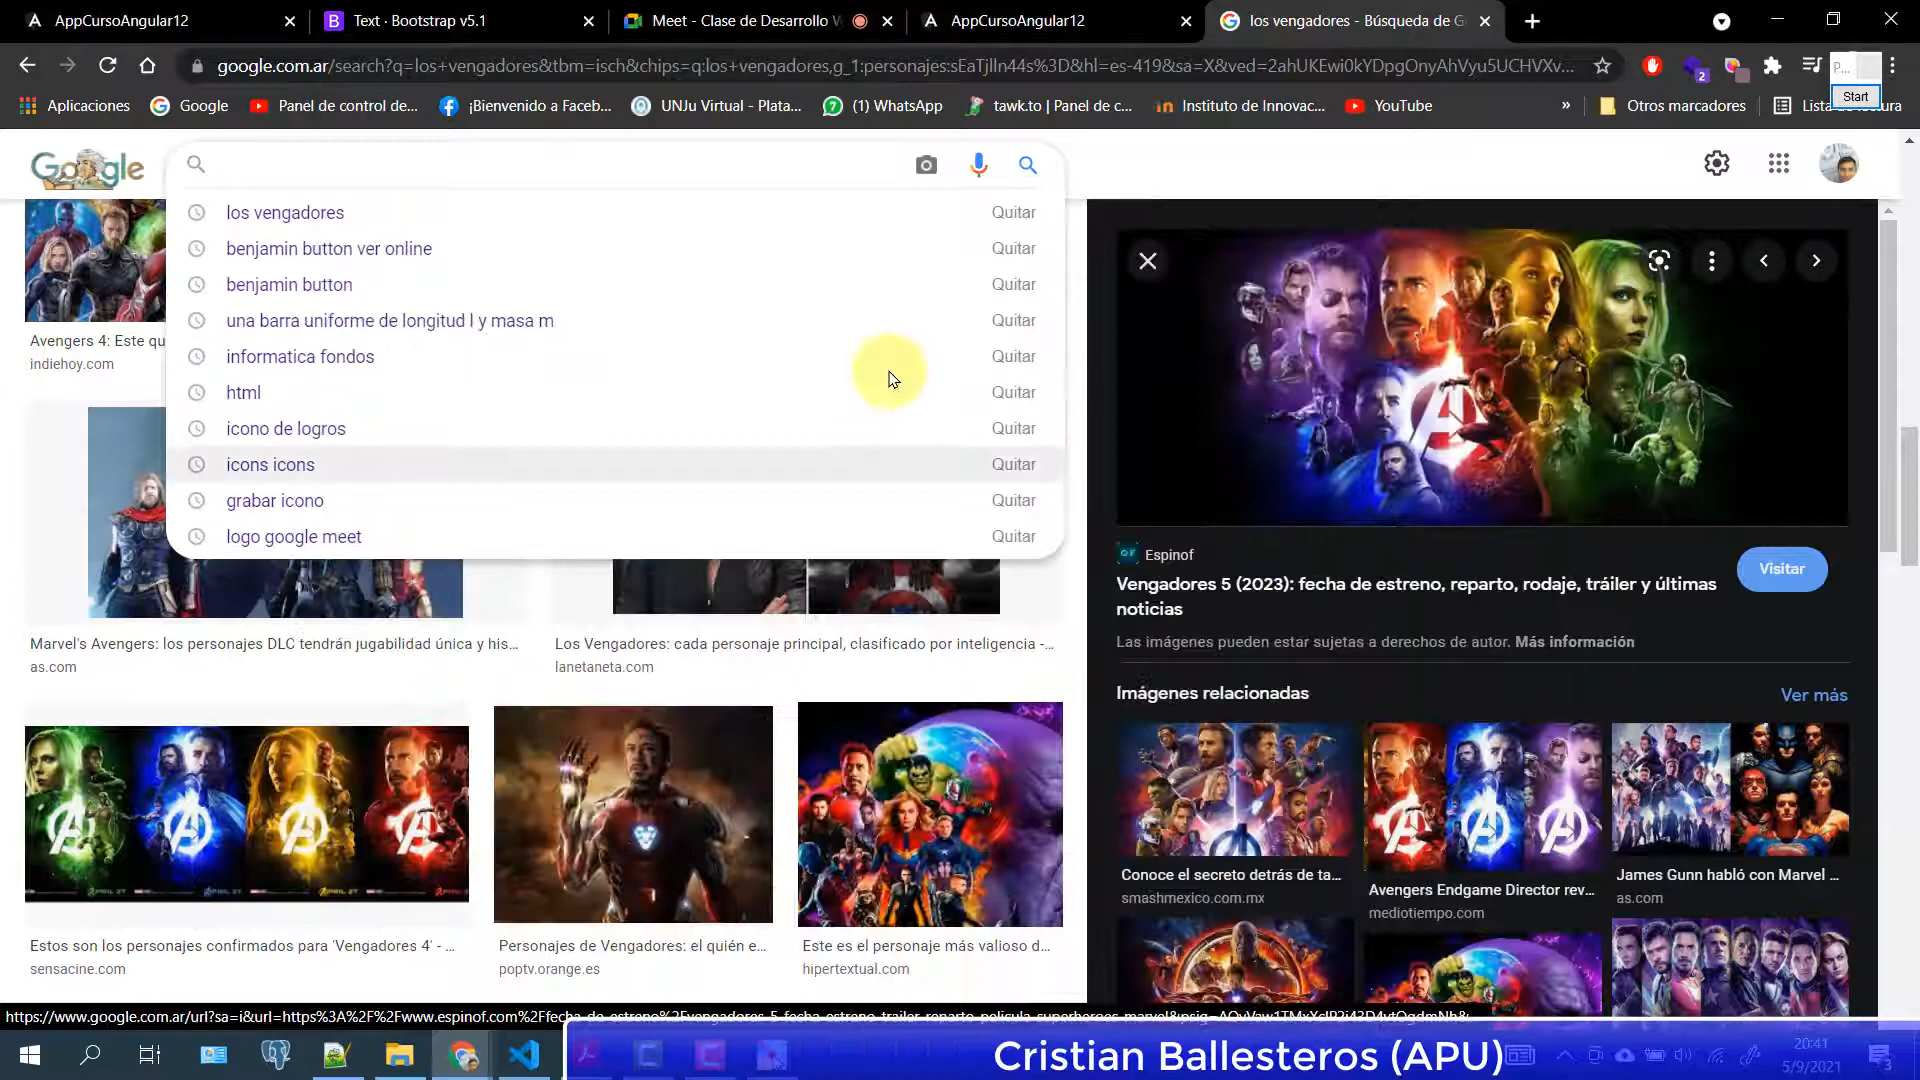 AppCursoAngular12
Text · Bootstrap v5.1
Meet - Clase de Desarrollo
AppCursoAngular12
los vengadores - Búsqueda de G
google.com.ar/search?q=los+vengadores&tbm=isch&chips=q:los+vengadores,g_1:personajes:sEaTjlln44s%3D&hl=es-419&sa=X&ved=2ahUKEwi0kYDpgOnyAhVyu5UCHVXv...
2
P...
Start
Aplicaciones
Google
Panel de control de...
¡Bienvenido a Faceb...
UNJu Virtual - Plata...
(1) WhatsApp
tawk.to | Panel de c...
Instituto de Innovac...
YouTube
»
Otros marcadores
Lista de lectura
Google
los vengadores Quitar
benjamin button ver online Quitar
benjamin button Quitar
una barra uniforme de longitud l y masa m Quitar
informatica fondos Quitar
html Quitar
icono de logros Quitar
icons icons Quitar
grabar icono Quitar
logo google meet Quitar
Avengers 4: Este qu
indiehoy.com
Marvel's Avengers: los personajes DLC tendrán jugabilidad única y his...
as.com
Los Vengadores: cada personaje principal, clasificado por inteligencia -...
lanetaneta.com
Estos son los personajes confirmados para 'Vengadores 4' - ...
sensacine.com
Personajes de Vengadores: el quién e...
poptv.orange.es
Este es el personaje más valioso d...
hipertextual.com
Espinof
Visitar
Vengadores 5 (2023): fecha de estreno, reparto, rodaje, tráiler y últimas
noticias
Las imágenes pueden estar sujetas a derechos de autor. Más información
Imágenes relacionadas
Ver más
Conoce el secreto detrás de ta...
smashmexico.com.mx
Avengers Endgame Director rev...
mediotiempo.com
James Gunn habló con Marvel ...
as.com
Cristian Ballesteros (APU)
20:41
5/9/2021